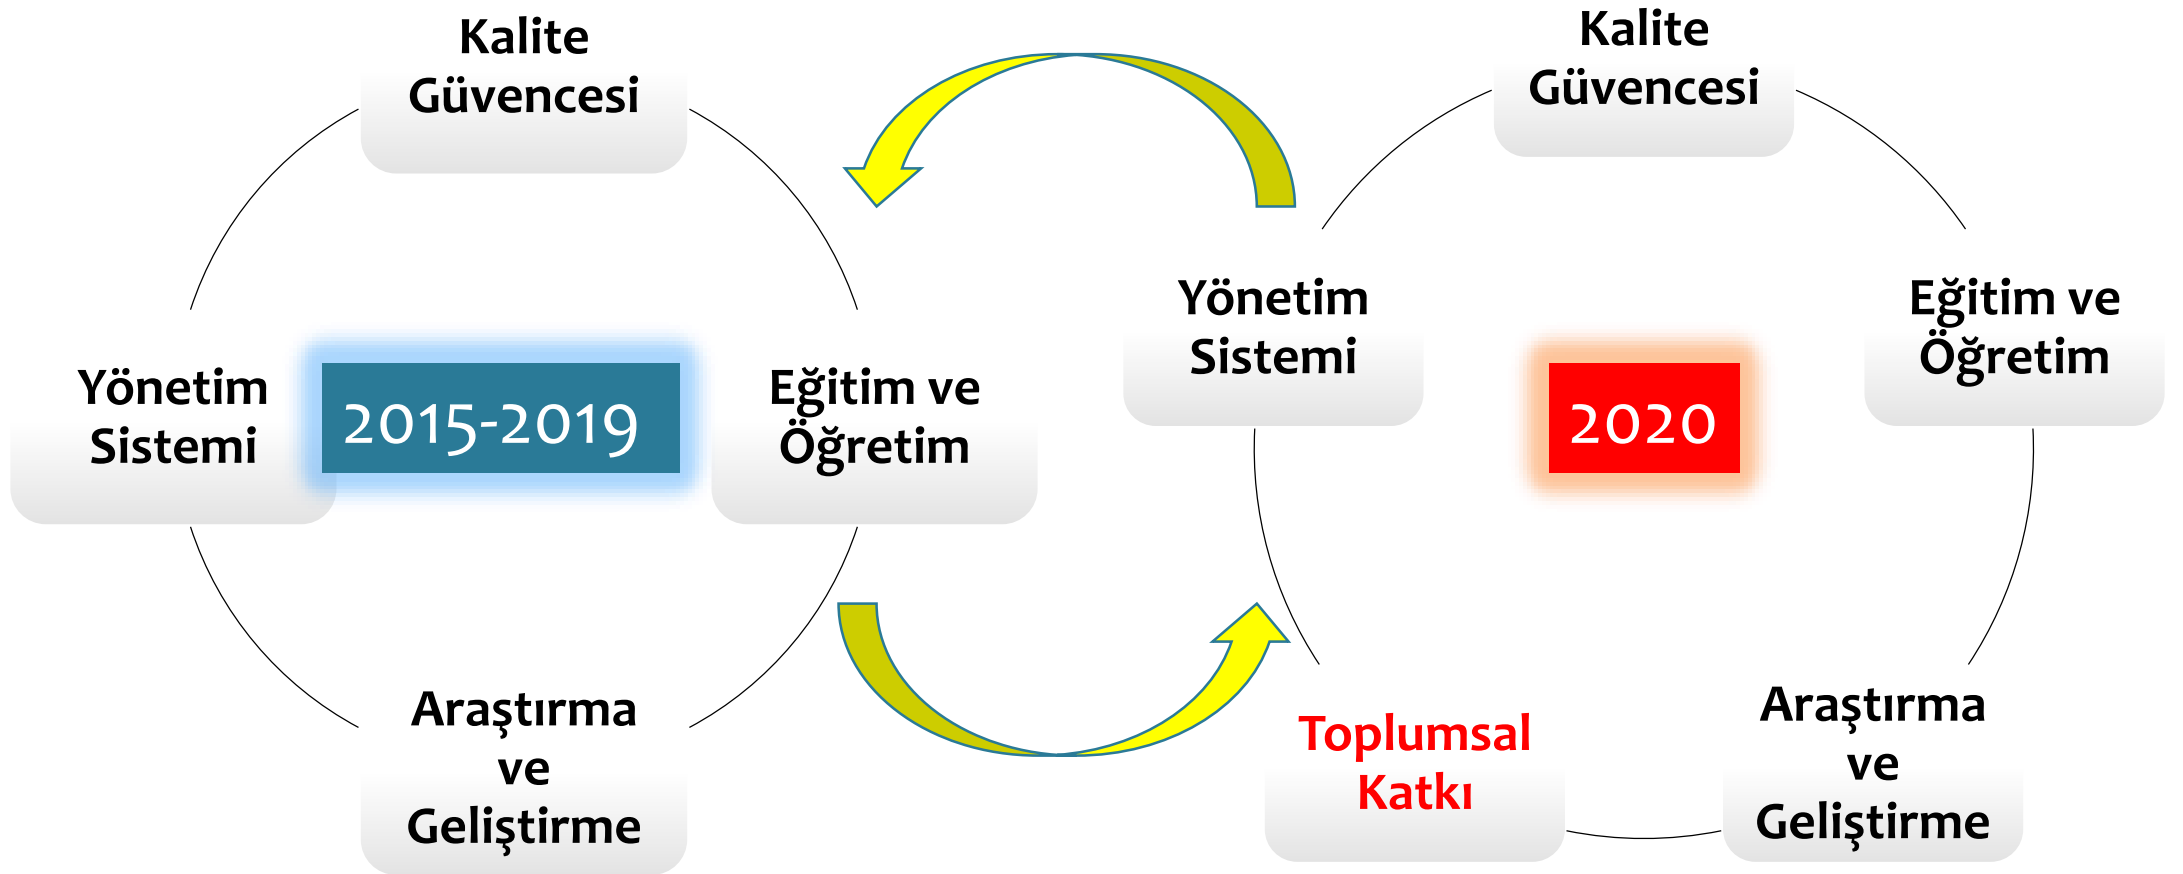 Kalite
Güvencesi
Yönetim
Sistemi
2015-2019
Eğitim ve
Öğretim
Araştırma
ve
Geliştirme
Kalite
Güvencesi
Yönetim
Sistemi
2020
Eğitim ve
Öğretim
Toplumsal
Katkı
Araştırma
ve
Geliştirme